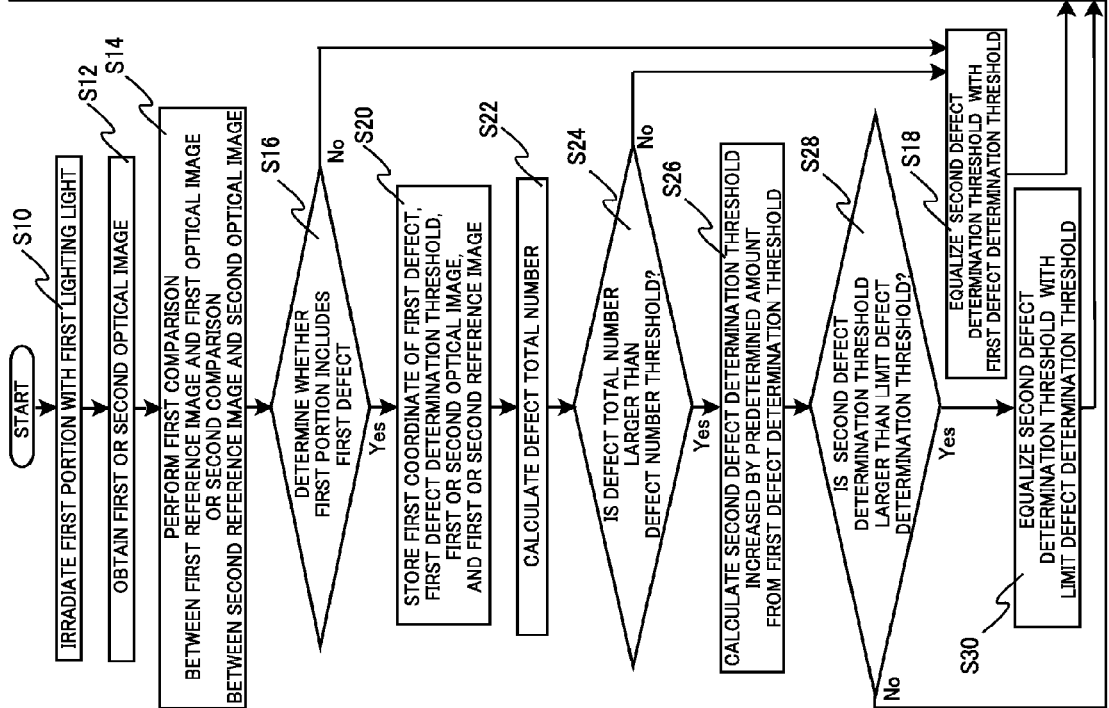 START
S10
IRRADIATE FIRST PORTION WITH FIRST LIGHTING LIGHT
S12
OBTAIN FIRST OR SECOND OPTICAL IMAGE
S14
PERFORM FIRST COMPARISON
BETWEEN FIRST REFERENCE IMAGE AND FIRST OPTICAL IMAGE
OR SECOND COMPARISON
BETWEEN SECOND REFERENCE IMAGE AND SECOND OPTICAL IMAGE
S16
DETERMINE WHETHER
FIRST PORTION INCLUDES
FIRST DEFECT
No
Yes
S20
STORE FIRST COORDINATE OF FIRST DEFECT,
FIRST DEFECT DETERMINATION THRESHOLD,
FIRST OR SECOND OPTICAL IMAGE,
AND FIRST OR SECOND REFERENCE IMAGE
S22
CALCULATE DEFECT TOTAL NUMBER
S24
IS DEFECT TOTAL NUMBER
LARGER THAN
DEFECT NUMBER THRESHOLD?
No
Yes
S26
CALCULATE SECOND DEFECT DETERMINATION THRESHOLD
INCREASED BY PREDETERMINED AMOUNT
FROM FIRST DEFECT DETERMINATION THRESHOLD
S28
IS SECOND DEFECT
DETERMINATION THRESHOLD
LARGER THAN LIMIT DEFECT
DETERMINATION THRESHOLD?
No
Yes
S18
EQUALIZE SECOND DEFECT
DETERMINATION THRESHOLD WITH
FIRST DEFECT DETERMINATION THRESHOLD
S30
EQUALIZE SECOND DEFECT
DETERMINATION THRESHOLD WITH
LIMIT DEFECT DETERMINATION THRESHOLD